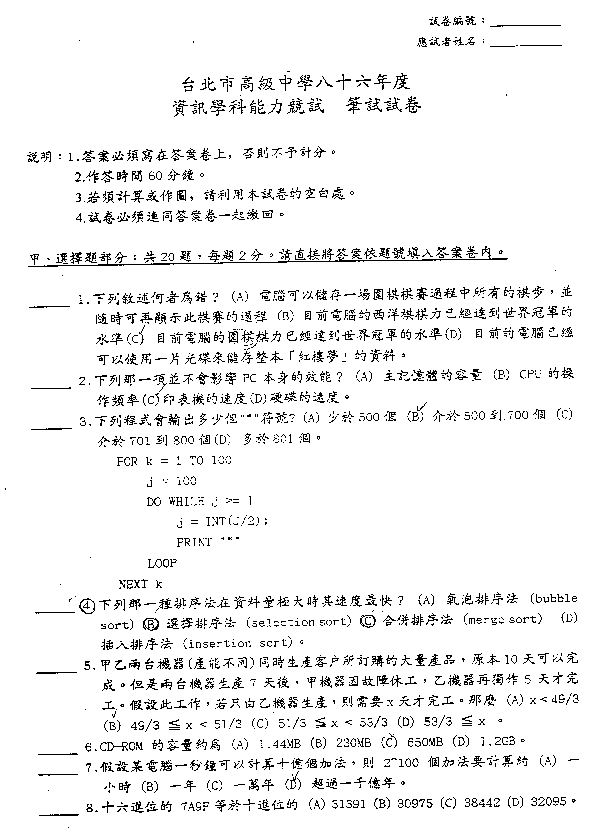 試卷編號：
應試者姓名：
台北市高級中學八十六年度
資訊學科能力競試 筆試試卷
說明：1.答案必須寫在答案卷上，否則不予計分。
2.作答時間 60 分鐘。
3.若須計算或作圖，請利用本試卷的空白處。
4.試卷必須連同答案卷一起繳回。
甲、選擇題部分：共 20 題，每題 2 分。請直接將答案依題號填入答案卷內。
1.下列敘述何者為錯？ (A) 電腦可以儲存一場圍棋棋賽過程中所有的棋步，並
隨時可再顯示此棋賽的過程 (B) 目前電腦的西洋棋棋力已經達到世界冠軍的
水準(C) 目前電腦的圍棋棋力已經達到世界冠軍的水準(D) 目前的電腦已經
可以使用一片光碟來儲存整本「紅樓夢」的資料。
2.下列那一項並不會影響 PC 本身的效能？ (A) 主記憶體的容量 (B) CPU 的操
作頻率(C)印表機的速度(D)硬碟的速度。
3.下列程式會輸出多少個"*"符號? (A) 少於 500 個 (B) 介於 500 到 700 個 (C)
介於 701 到 800 個(D) 多於 801 個。
FOR k = 1 TO 100
j = 100
DO WHILE j >= 1
j = INT(J/2);
PRINT "*"
LOOP
NEXT k
4.下列那一種排序法在資料量極大時其速度最快？ (A) 氣泡排序法 (bubble
sort) (B) 選擇排序法 (selection sort) (C) 合併排序法 (merge sort) (D)
插入排序法 (insertion sort)。
5.甲乙兩台機器(產能不同)同時生產客戶所訂購的大量產品，原本 10 天可以完
成。但是兩台機器生產 7 天後，甲機器因故障休工，乙機器再獨作 5 天才完
工。假設此工作，若只由乙機器生產，則需要 x 天才完工。那麼 (A) x < 49/3
(B) 49/3 ≦ x < 51/3 (C) 51/3 ≦ x < 53/3 (D) 53/3 ≦ x 。
6.CD-ROM 的容量約為 (A) 1.44MB (B) 230MB (C) 650MB (D) 1.2GB。
7.假設某電腦一秒鐘可以計算十億個加法，則 2^100 個加法要計算約 (A) 一
小時 (B) 一年 (C) 一萬年 (D) 超過一千億年。
8.十六進位的 7A9F 等於十進位的 (A) 31391 (B) 30975 (C) 38442 (D) 32095。